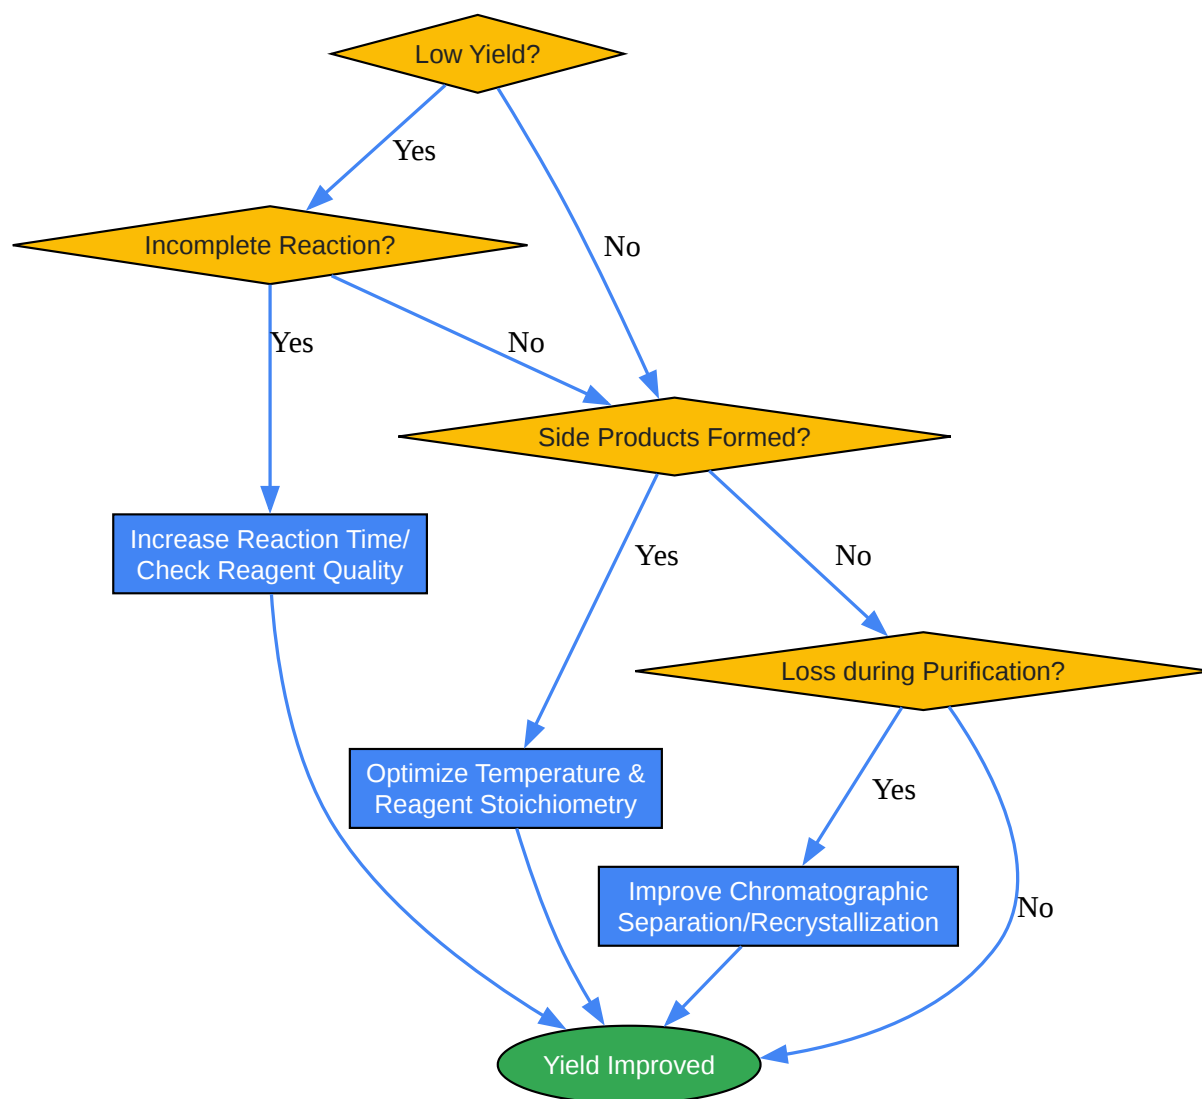 Low Yield?
Yes
No
Incomplete Reaction?
Yes
No
Side Products Formed?
Increase Reaction Time/
Check Reagent Quality
Yes
No
Loss during Purification?
Optimize Temperature &
Reagent Stoichiometry
Yes
Improve Chromatographic
Separation/Recrystallization
No
Yield Improved